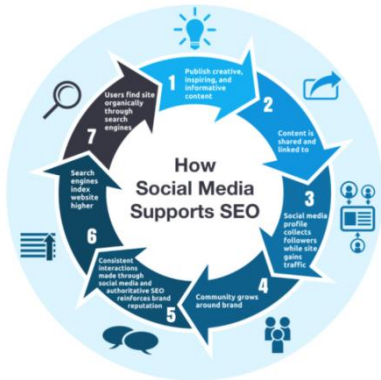 How
Social Media
Supports SEO
1
Publish creative,
inspiring, and
informative
content
2
Content is
shared and
linked to
3
Social media
profile
collects
followers
while site
gains
traffic
4
Community grows
around brand
5
Consistent
interactions
made through
social media and
authoritative SEO
reinforces brand
reputation
6
Search
engines
index
website
higher
7
Users find site
organically
through
search
engines